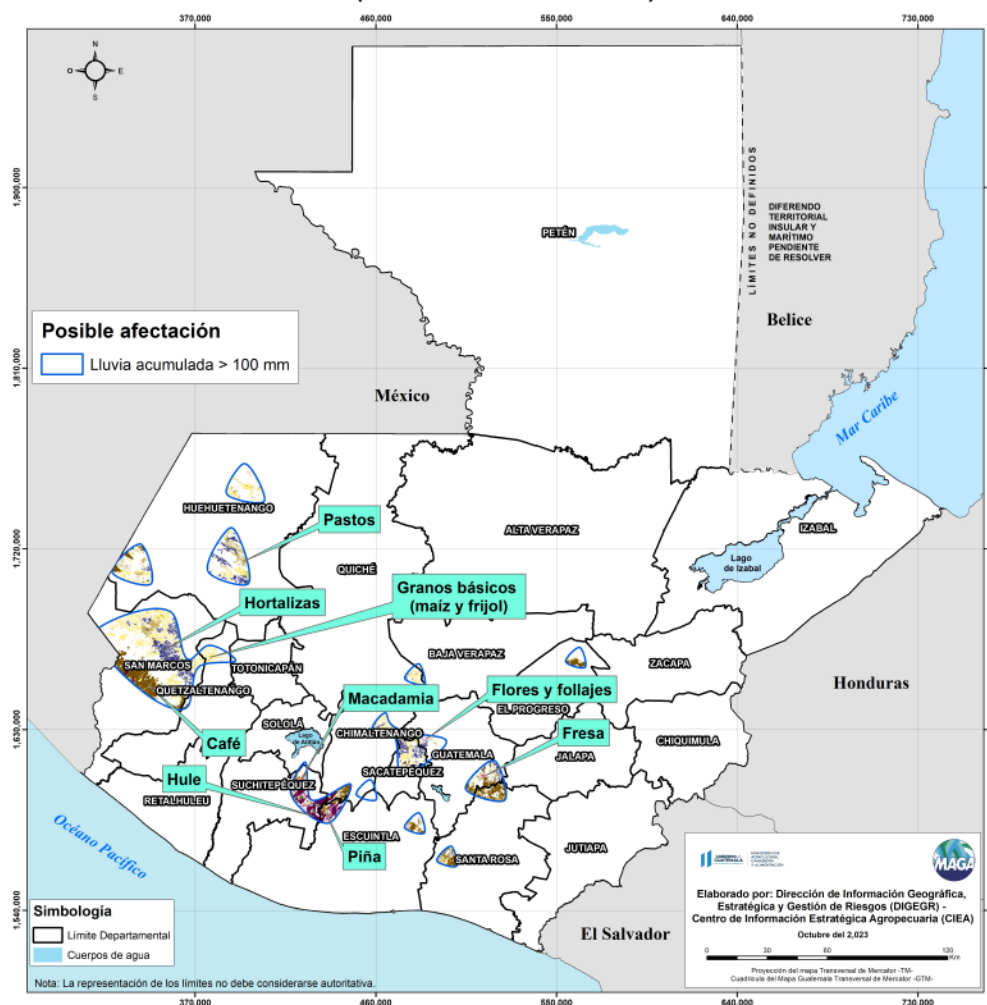 370,000
460,000
550,000
640,000
730,000
N
O
E
S
1,900,000
1,810,000
1,720,000
1,630,000
1,540,000
LÍMITES NO DEFINIDOS
DIFERENDO
TERRITORIAL
INSULAR Y
MARÍTIMO
PENDIENTE
DE RESOLVER
PETÉN
Belice
Posible afectación
Lluvia acumulada > 100 mm
México
Mar Caribe
HUEHUETENANGO
Pastos
ALTA VERAPAZ
IZABAL
Lago
de Izabal
QUICHÉ
Granos básicos
(maíz y frijol)
Hortalizas
BAJA VERAPAZ
ZACAPA
SAN MARCOS
TOTONICAPÁN
QUETZALTENANGO
Honduras
Macadamia
Flores y follajes
EL PROGRESO
SOLOLÁ
Lago
de Atitlán
CHIMALTENANGO
Fresa
Café
GUATEMALA
CHIQUIMULA
JALAPA
SACATEPÉQUEZ
Hule
SUCHITEPÉQUEZ
RETALHULEU
Océano Pacífico
ESCUINTLA
Piña
SANTA ROSA
JUTIAPA
El Salvador
GUATEMALA
MAGA
Elaborado por: Dirección de Información Geográfica,
Estratégica y Gestión de Riesgos (DIGEGR) -
Centro de Información Estratégica Agropecuaria (CIEA)
Octubre del 2,023
0
30
60
120
Km
Proyección del mapa Transversal de Mercator -TM-
Cuadrícula del Mapa Guatemala Transversal de Mercator -GTM-
Simbología
Límite Departamental
Cuerpos de agua
Nota: La representación de los límites no debe considerarse autoritativa.
370,000
460,000
550,000
640,000
730,000